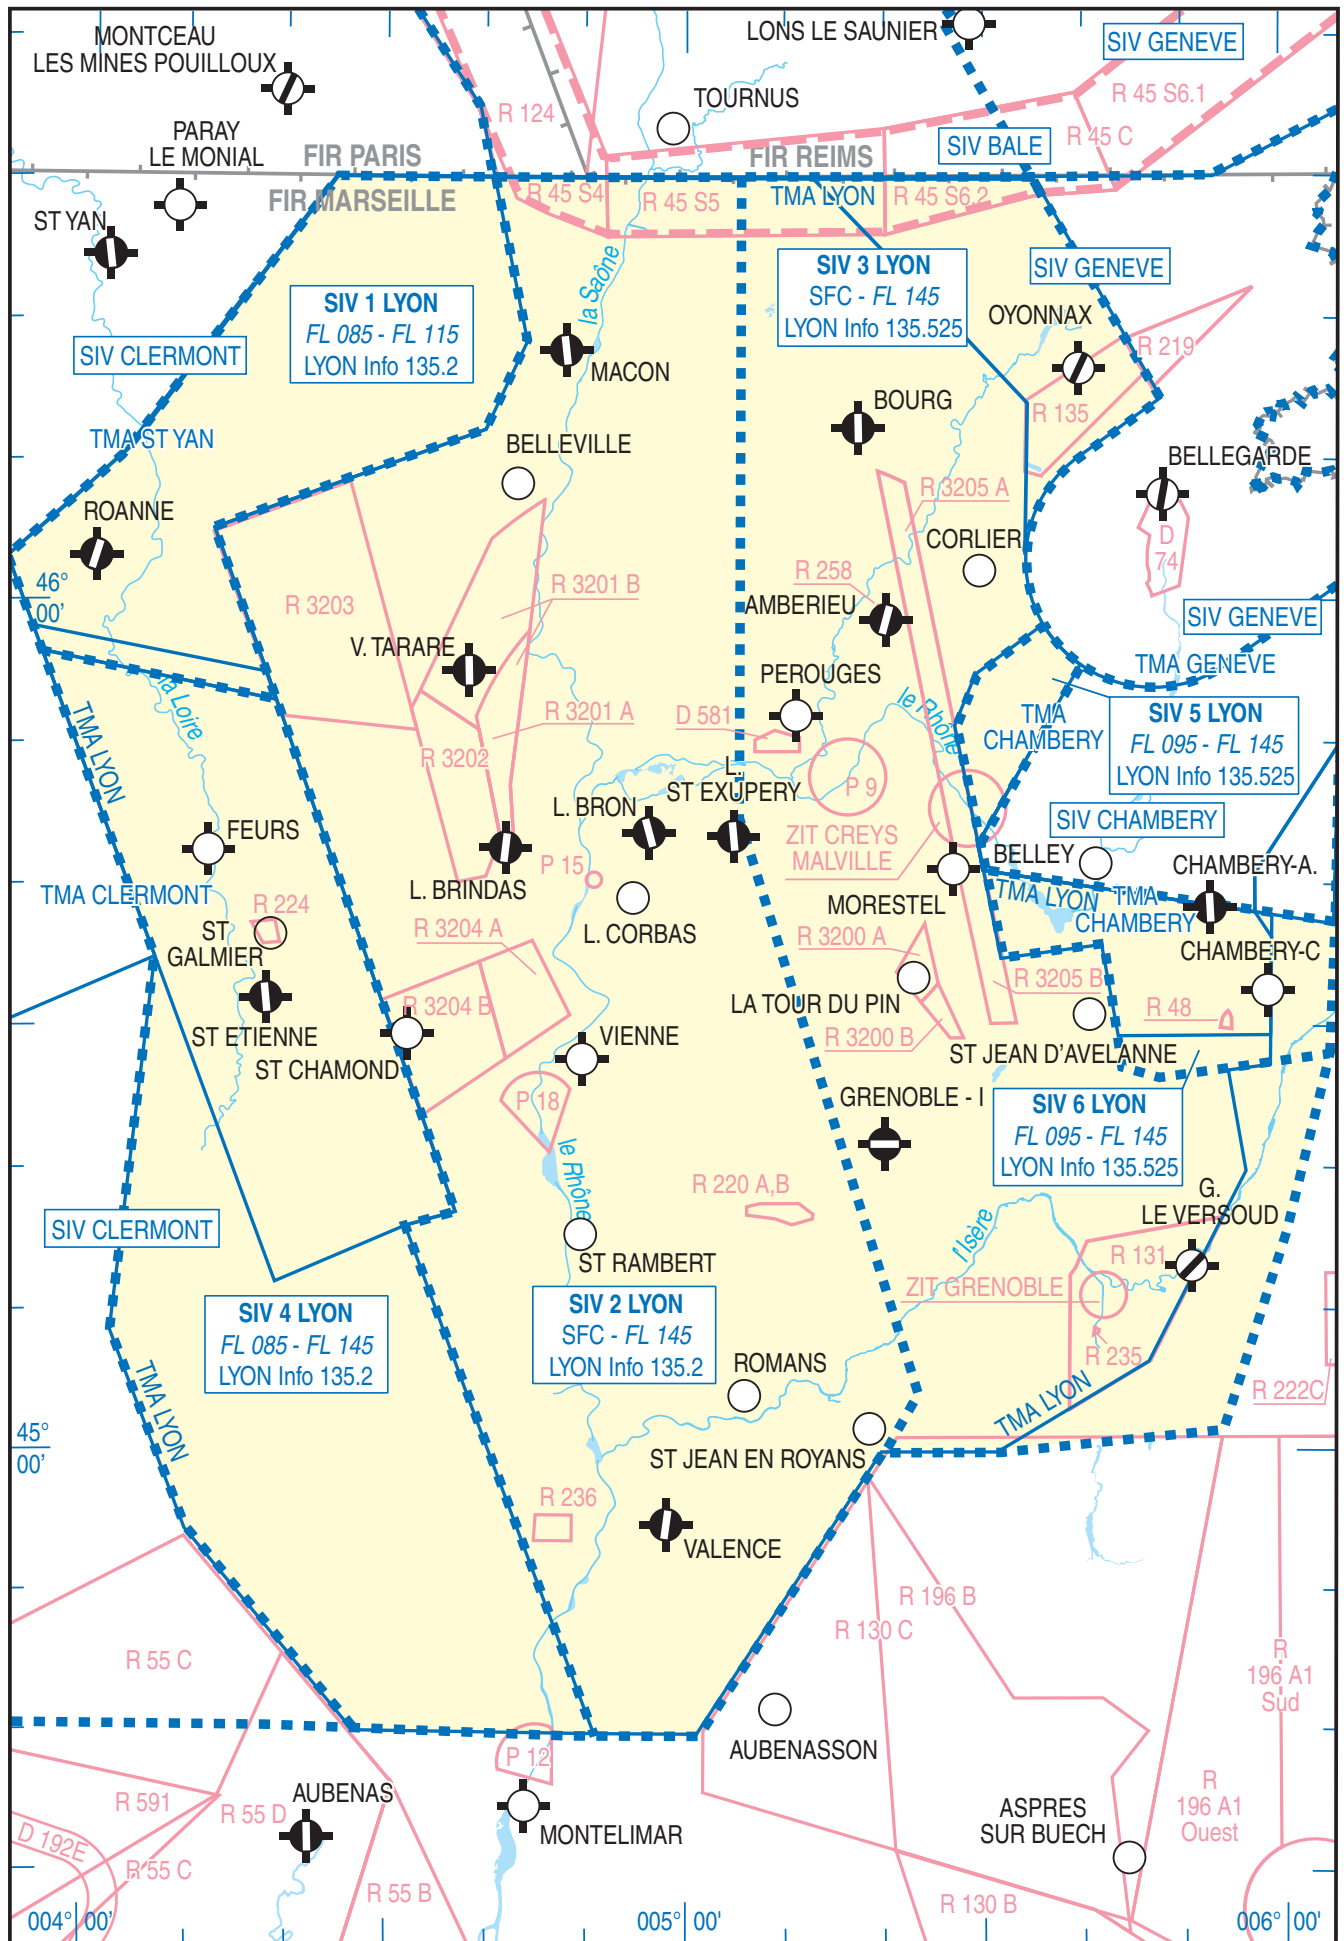 MONTCEAU
LES MINES POUILLOUX
LONS LE SAUNIER
SIV GENEVE
TOURNUS
R 124
R 45 S6.1
R 45 C
PARAY
LE MONIAL
FIR PARIS
FIR REIMS
SIV BALE
FIR MARSEILLE
R 45 S4
R 45 S5
TMA LYON
R 45 S6.2
ST YAN
la Saône
SIV 1 LYON
FL 085 - FL 115
LYON Info 135.2
SIV 3 LYON
SFC - FL 145
LYON Info 135.525
SIV GENEVE
OYONNAX
R 219
SIV CLERMONT
MACON
BOURG
R 135
TMA ST YAN
BELLEVILLE
BELLEGARDE
R 3205 A
ROANNE
CORLIER
D
74
46°
00'
R 3203
R 3201 B
R 258
AMBERIEU
SIV GENEVE
V. TARARE
TMA GENEVE
PEROUGES
la Loire
le Rhône
TMA LYON
R 3201 A
D 581
TMA
CHAMBERY
SIV 5 LYON
FL 095 - FL 145
LYON Info 135.525
R 3202
L.
ST EXUPERY
P 9
L. BRON
FEURS
ZIT CREYS
MALVILLE
SIV CHAMBERY
BELLEY
CHAMBERY-A.
P 15
L. BRINDAS
TMA CLERMONT
R 224
TMA LYON
TMA
CHAMBERY
MORESTEL
ST
GALMIER
R 3204 A
L. CORBAS
R 3200 A
CHAMBERY-C
R 3204 B
LA TOUR DU PIN
R 3205 B
R 48
ST ETIENNE
VIENNE
R 3200 B
ST JEAN D'AVELANNE
ST CHAMOND
P 18
GRENOBLE - I
SIV 6 LYON
FL 095 - FL 145
LYON Info 135.525
le Rhône
R 220 A,B
G.
LE VERSOUD
SIV CLERMONT
l'Isère
ST RAMBERT
R 131
ZIT GRENOBLE
SIV 4 LYON
FL 085 - FL 145
LYON Info 135.2
SIV 2 LYON
SFC - FL 145
LYON Info 135.2
ROMANS
R 235
R 222C
TMA LYON
TMA LYON
45°
00'
ST JEAN EN ROYANS
R 236
VALENCE
R 196 B
R 130 C
R 55 C
R
196 A1
Sud
AUBENASSON
P 12
R 591
R 55 D
AUBENAS
R
196 A1
Ouest
D 192E
MONTELIMAR
ASPRES
SUR BUECH
R 55 C
R 55 B
R 130 B
004° 00'
005° 00'
006° 00'